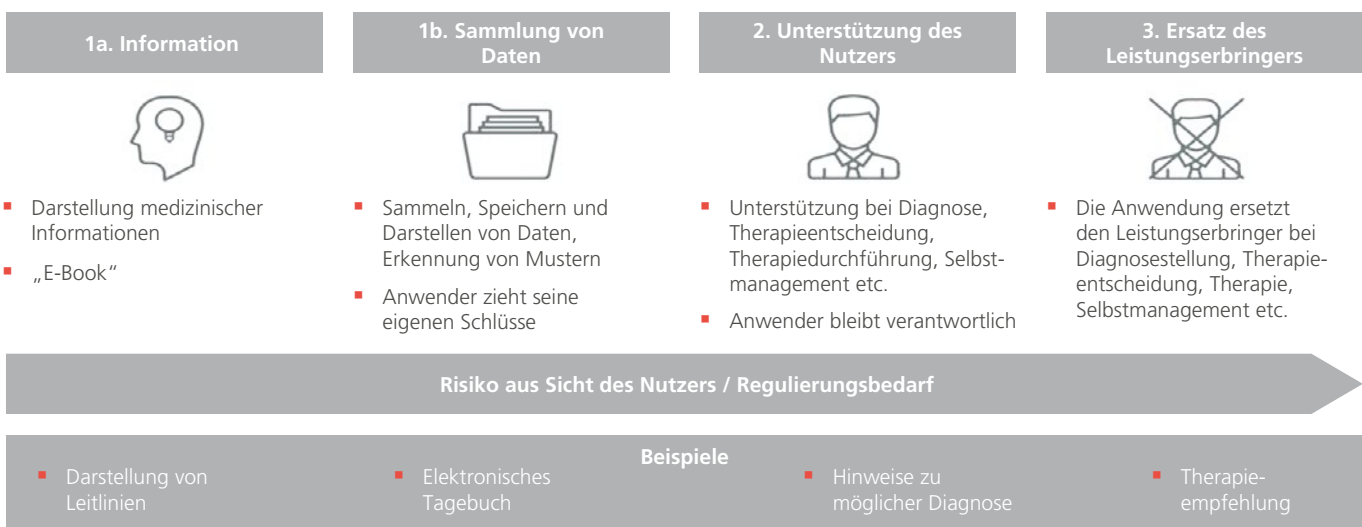 1a. Information
1b. Sammlung von
Daten
2. Unterstützung des
Nutzers
3. Ersatz des
Leistungserbringers
▪ Darstellung medizinischer
Informationen
▪ „E-Book“
▪ Sammeln, Speichern und
Darstellen von Daten,
Erkennung von Mustern
▪ Anwender zieht seine
eigenen Schlüsse
▪ Unterstützung bei Diagnose,
Therapieentscheidung,
Therapiedurchführung, Selbst-
management etc.
▪ Anwender bleibt verantwortlich
▪ Die Anwendung ersetzt
den Leistungserbringer bei
Diagnosestellung, Therapie-
entscheidung, Therapie,
Selbstmanagement etc.
Risiko aus Sicht des Nutzers / Regulierungsbedarf
Beispiele
▪ Darstellung von
Leitlinien
▪ Elektronisches
Tagebuch
▪ Hinweise zu
möglicher Diagnose
▪ Therapie-
empfehlung